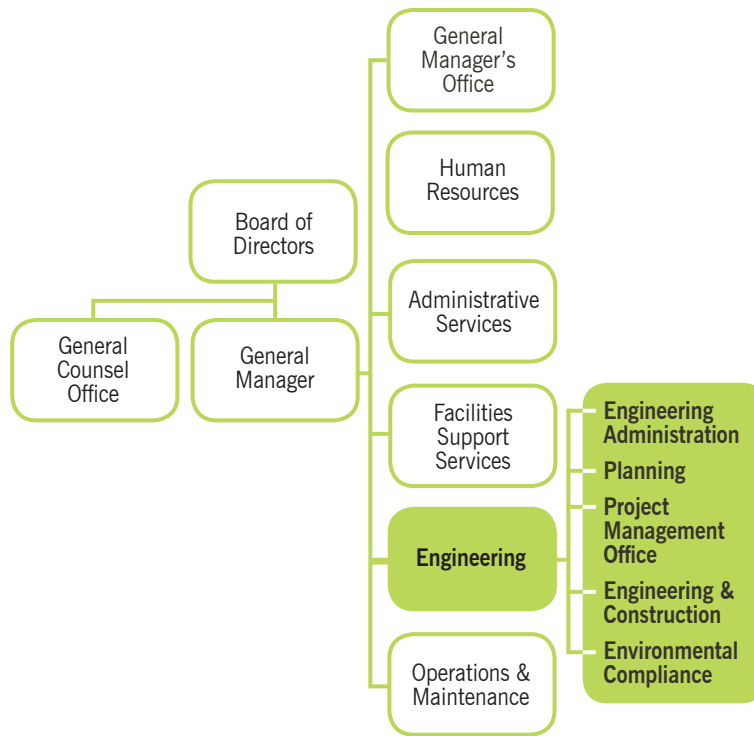 General
Manager’s
Office
Human
Resources
Board of
Directors
Administrative
Services
General
Counsel
Office
General
Manager
Facilities
Support
Services
Engineering
Administration
Planning
Project
Management
Office
Engineering &
Construction
Environmental
Compliance
Engineering
Operations &
Maintenance